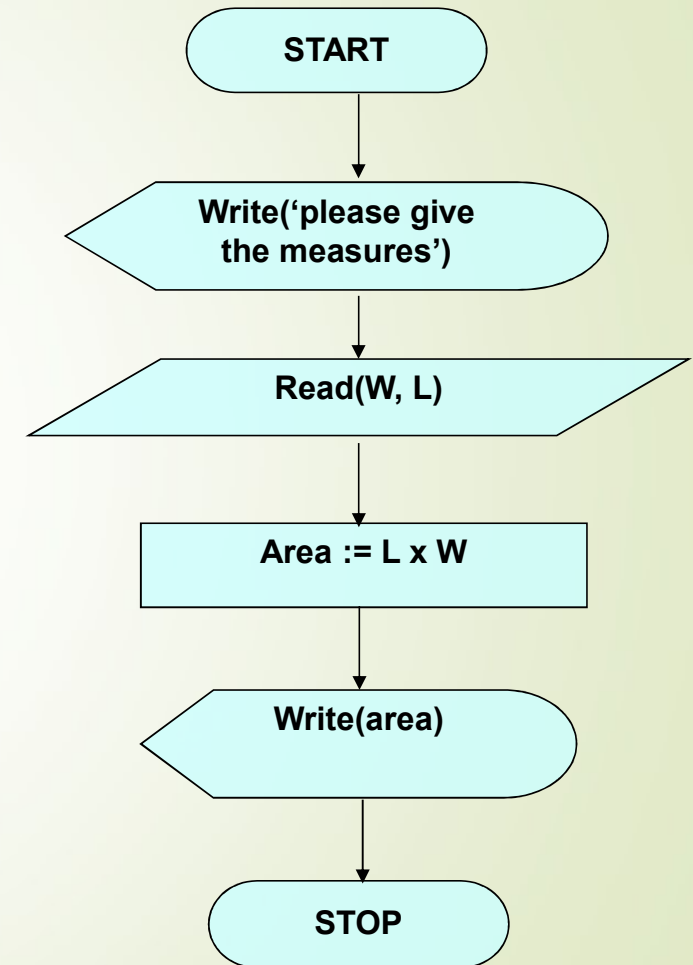 START
Write(‘please give
the measures’)
Read(W, L)
Area := L x W
Write(area)
STOP